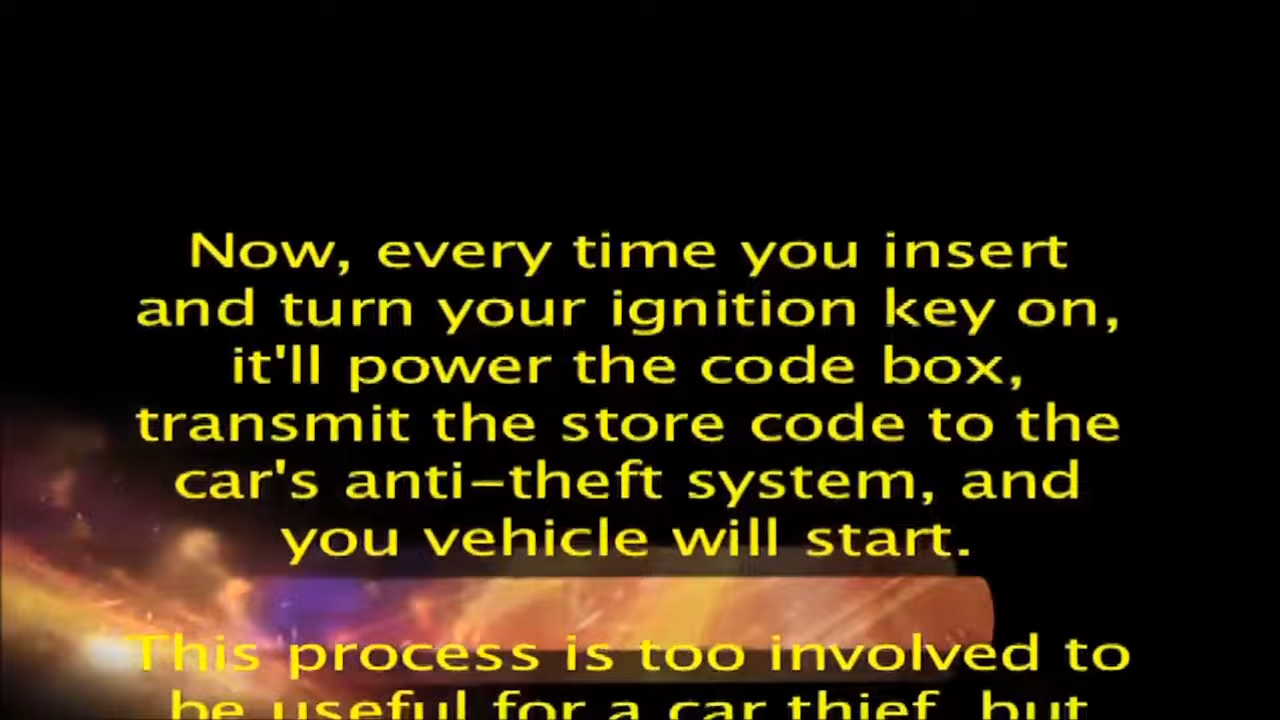 Now, every time you insert
and turn your ignition key on,
it'll power the code box,
transmit the store code to the
car's anti-theft system, and
you vehicle will start.
This process is too involved to
be useful for a car thief, but